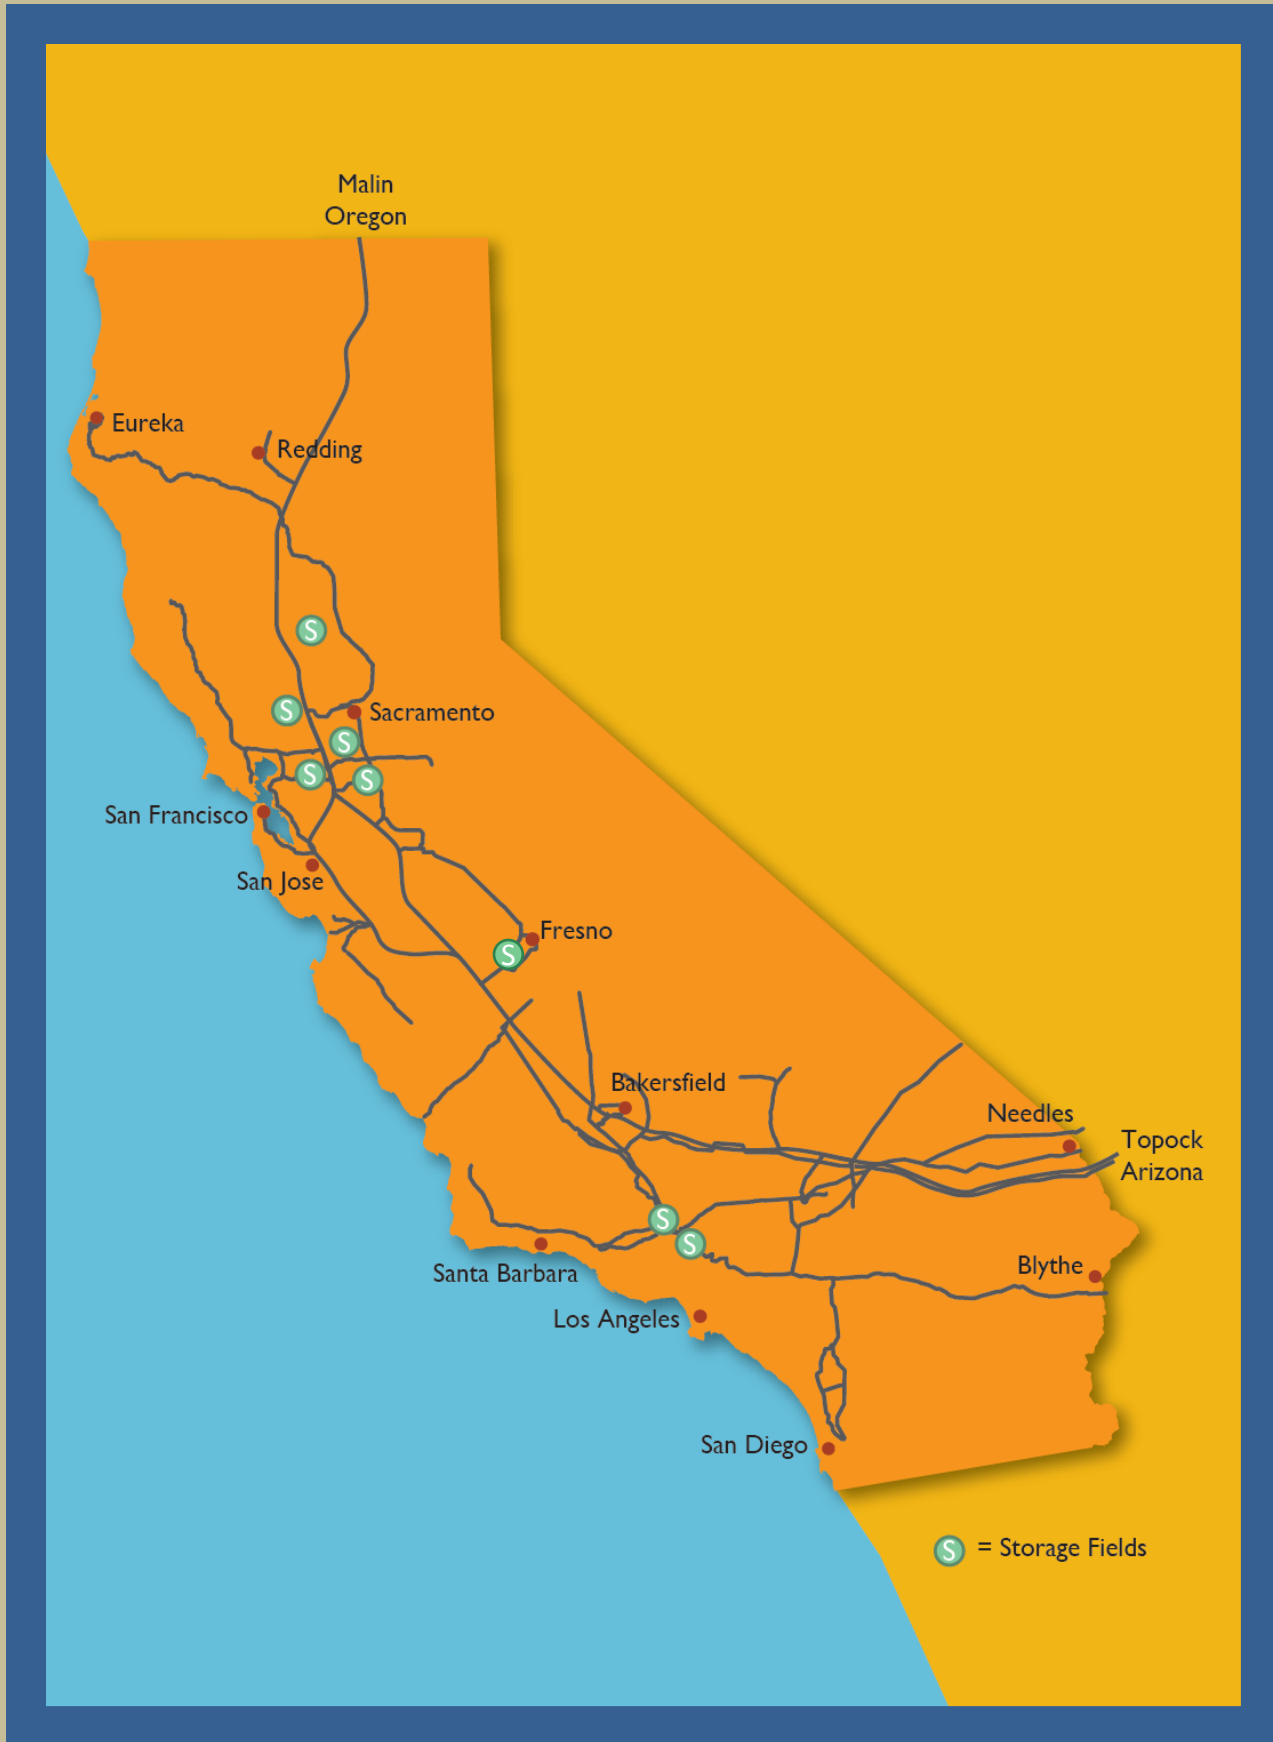 Malin
Oregon
Eureka
Redding
S
S
Sacramento
S
S
S
San Francisco
San Jose
Fresno
S
Bakersfield
Needles
Topock
Arizona
S
S
Santa Barbara
Blythe
Los Angeles
San Diego
S = Storage Fields